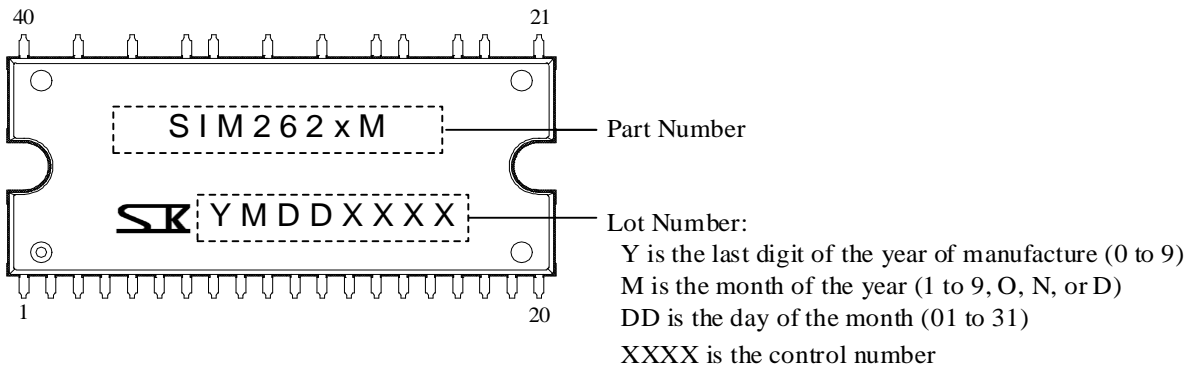 40 21
SIM262xM
Part Number
SK YMDDXXXX
Lot Number:
Y is the last digit of the year of manufacture (0 to 9)
M is the month of the year (1 to 9, O, N, or D)
DD is the day of the month (01 to 31)
XXXX is the control number
1 20